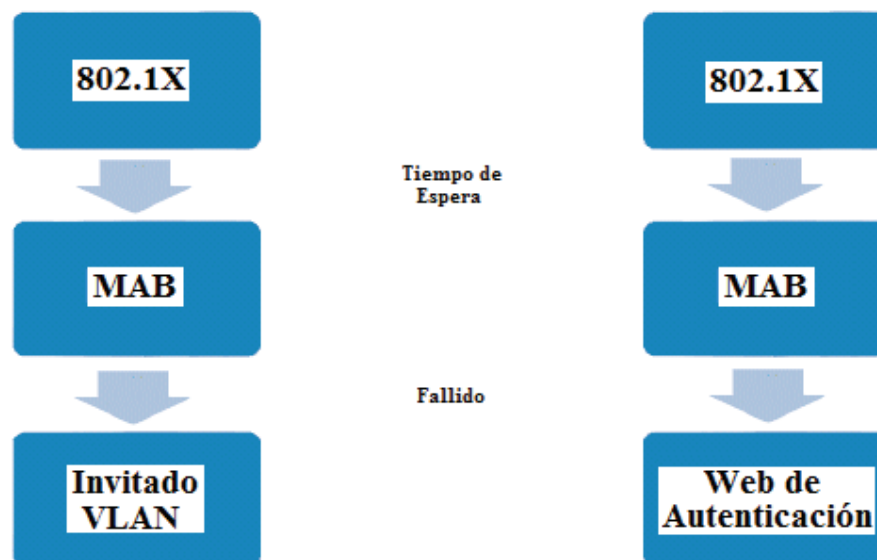 802.1X
802.1X
Tiempo de
Espera
MAB
MAB
Fallido
Invitado
VLAN
Web de
Autenticación